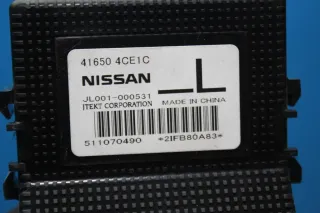 41650 4CE1C
NISSAN
L
JL001-000531
JTEKT CORPORATION MADE IN CHINA
511070490 *2IFB80A83*